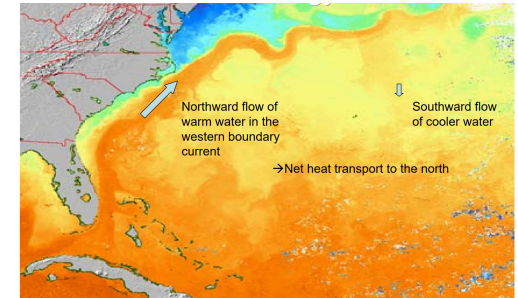 Northward flow of
warm water in the
western boundary
current
Southward flow
of cooler water
→Net heat transport to the north